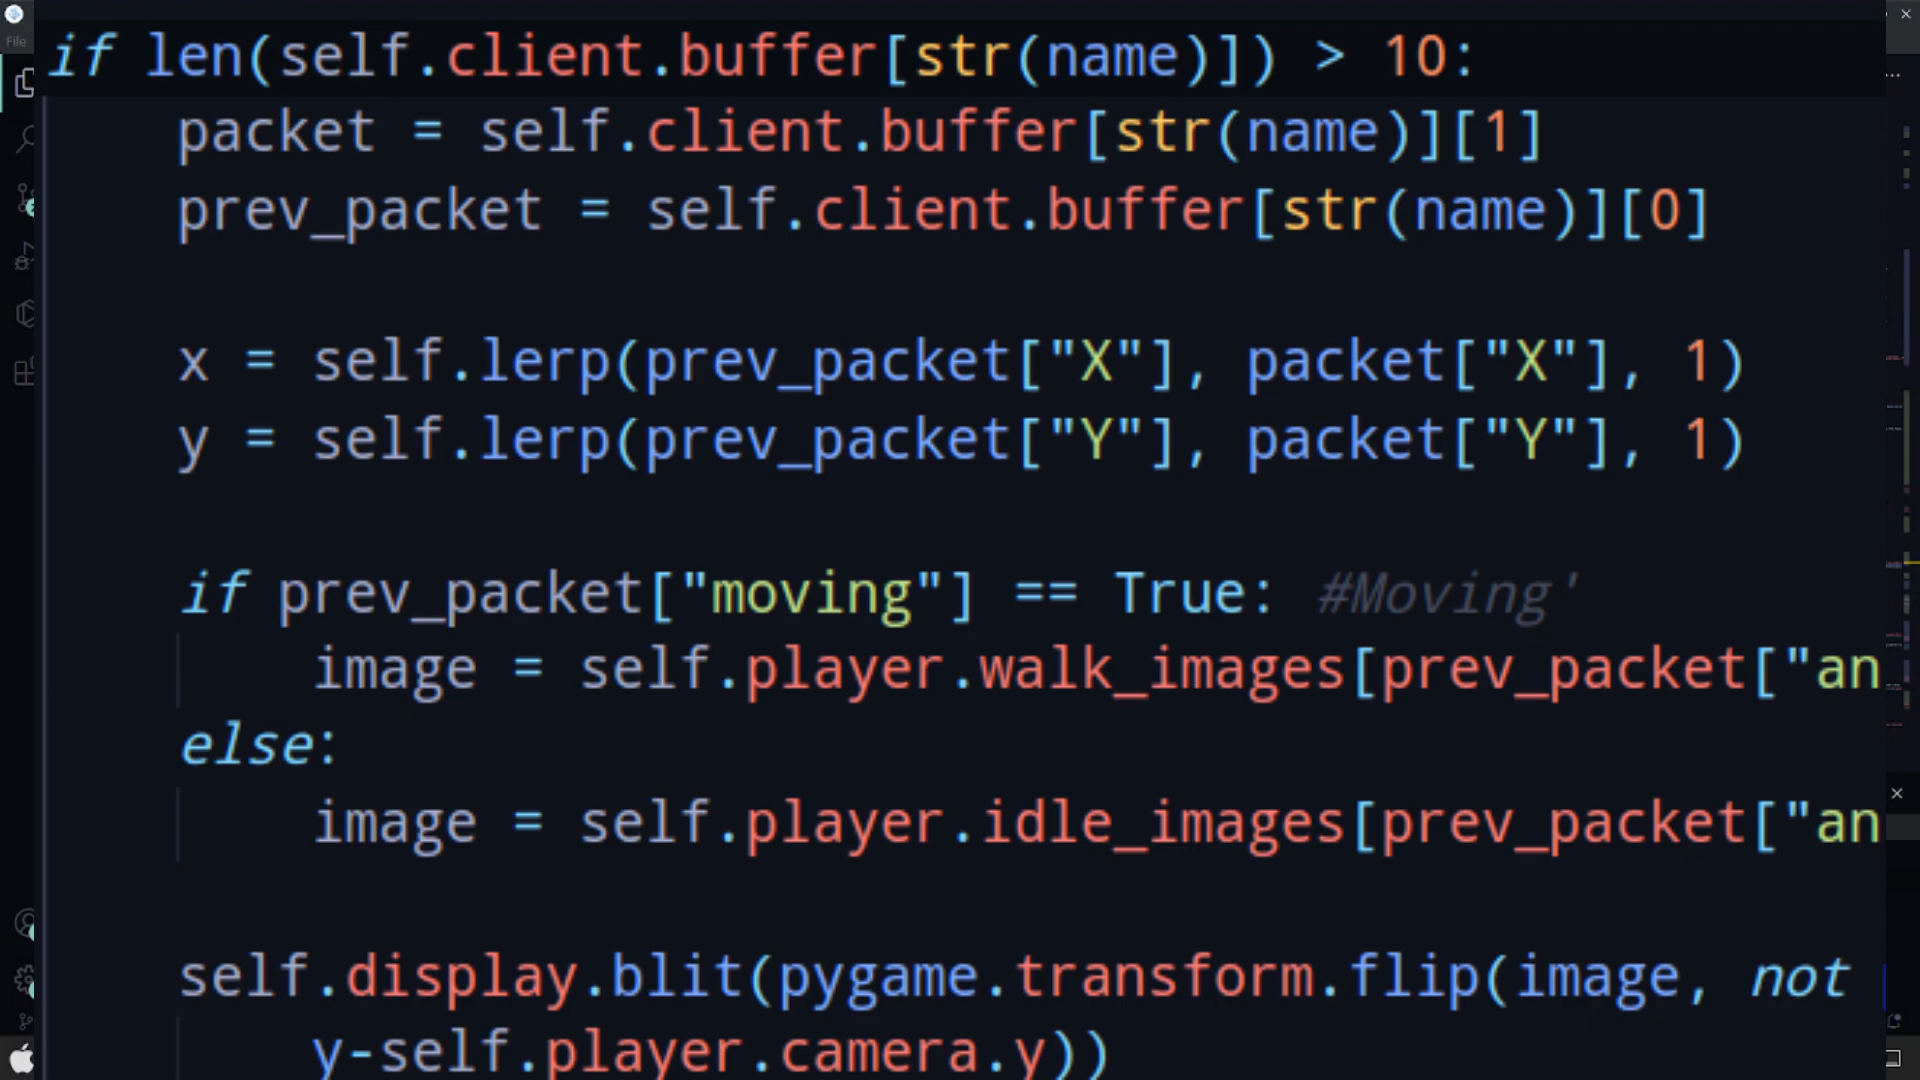 File
if len(self.client.buffer[str(name)]) > 10:
packet = self.client.buffer[str(name)][1]
prev_packet = self.client.buffer[str(name)][0]
x = self.lerp(prev_packet["X"], packet["X"], 1)
y = self.lerp(prev_packet["Y"], packet["Y"], 1)
if prev_packet["moving"] == True: #Moving'
image = self.player.walk_images[prev_packet["an
else:
image = self.player.idle_images[prev_packet["an
self.display.blit(pygame.transform.flip(image, not
y-self.player.camera.y))